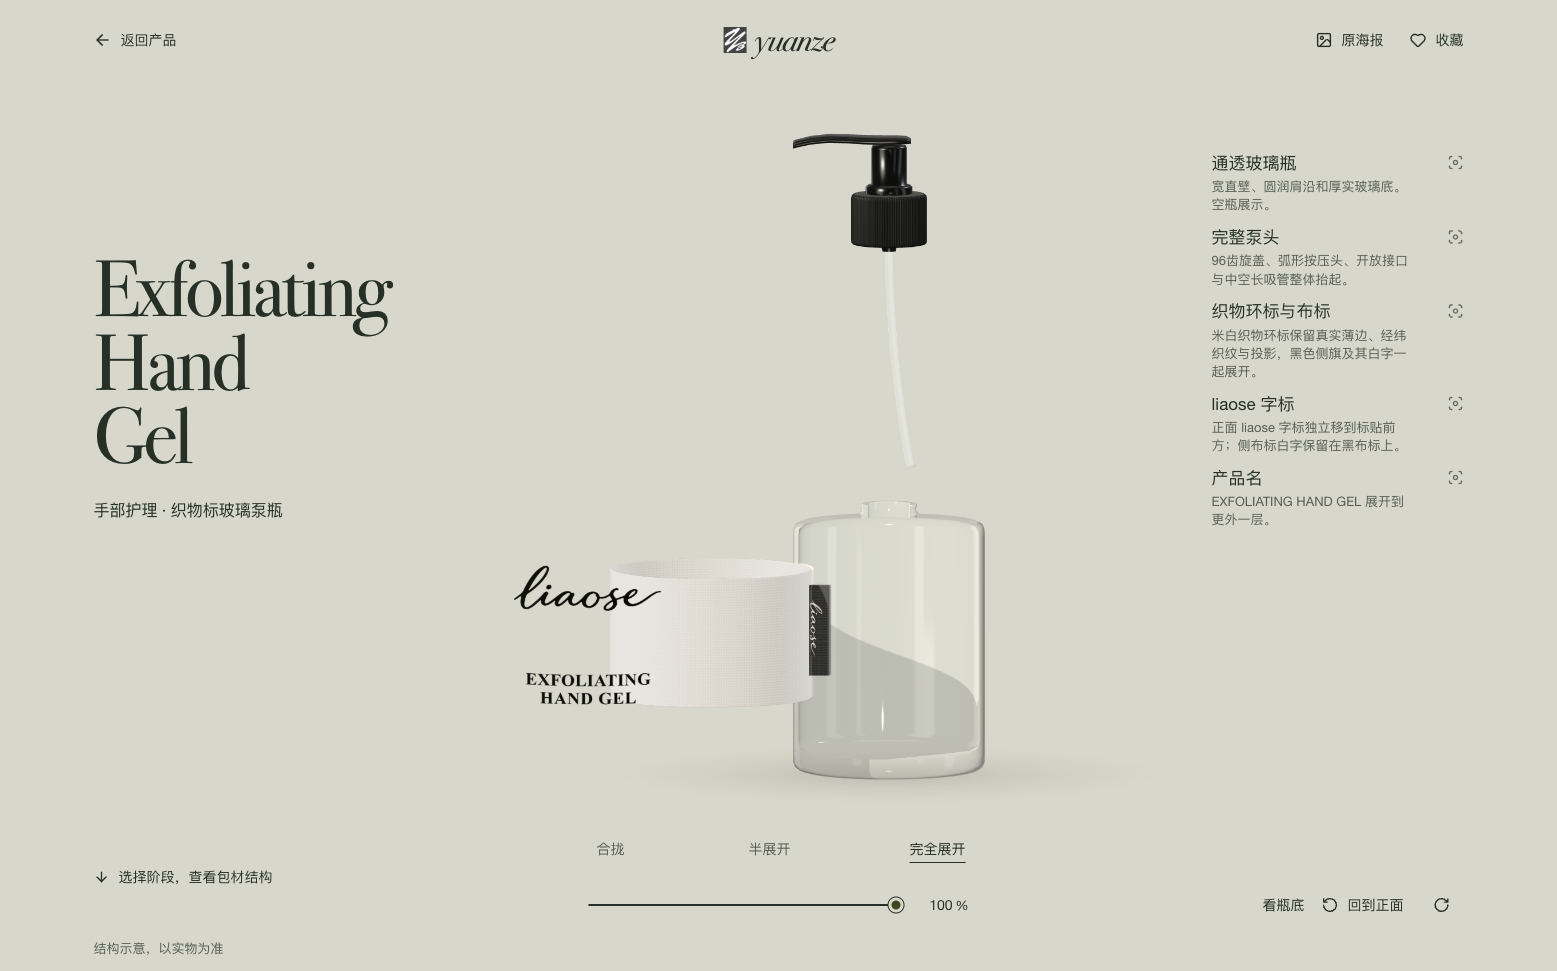 返回产品
yuanze
原海报
收藏
Exfoliating
Hand
Gel
手部护理 · 织物标玻璃泵瓶
通透玻璃瓶
宽直壁、圆润肩沿和厚实玻璃底。
空瓶展示。
完整泵头
96齿旋盖、弧形按压头、开放接口
与中空长吸管整体抬起。
织物环标与布标
米白织物环标保留真实薄边、经纬
织纹与投影，黑色侧旗及其白字一
起展开。
liaose 字标
正面 liaose 字标独立移到标贴前
方；侧布标白字保留在黑布标上。
产品名
EXFOLIATING HAND GEL 展开到
更外一层。
liaose
liaose
EXFOLIATING
HAND GEL
合拢
半展开
完全展开
选择阶段，查看包材结构
100 %
看瓶底
回到正面
结构示意，以实物为准